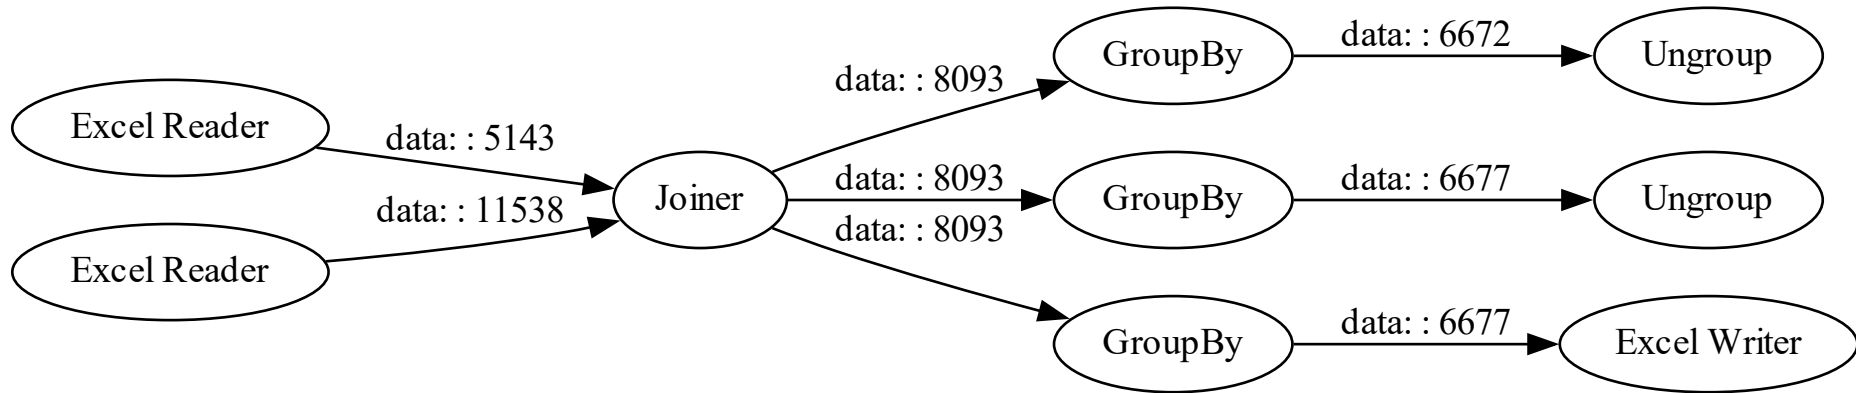 Excel Reader
Excel Reader
data: : 5143
data: : 11538
Joiner
data: : 8093
data: : 8093
data: : 8093
GroupBy
GroupBy
GroupBy
data: : 6672
data: : 6677
data: : 6677
Ungroup
Ungroup
Excel Writer